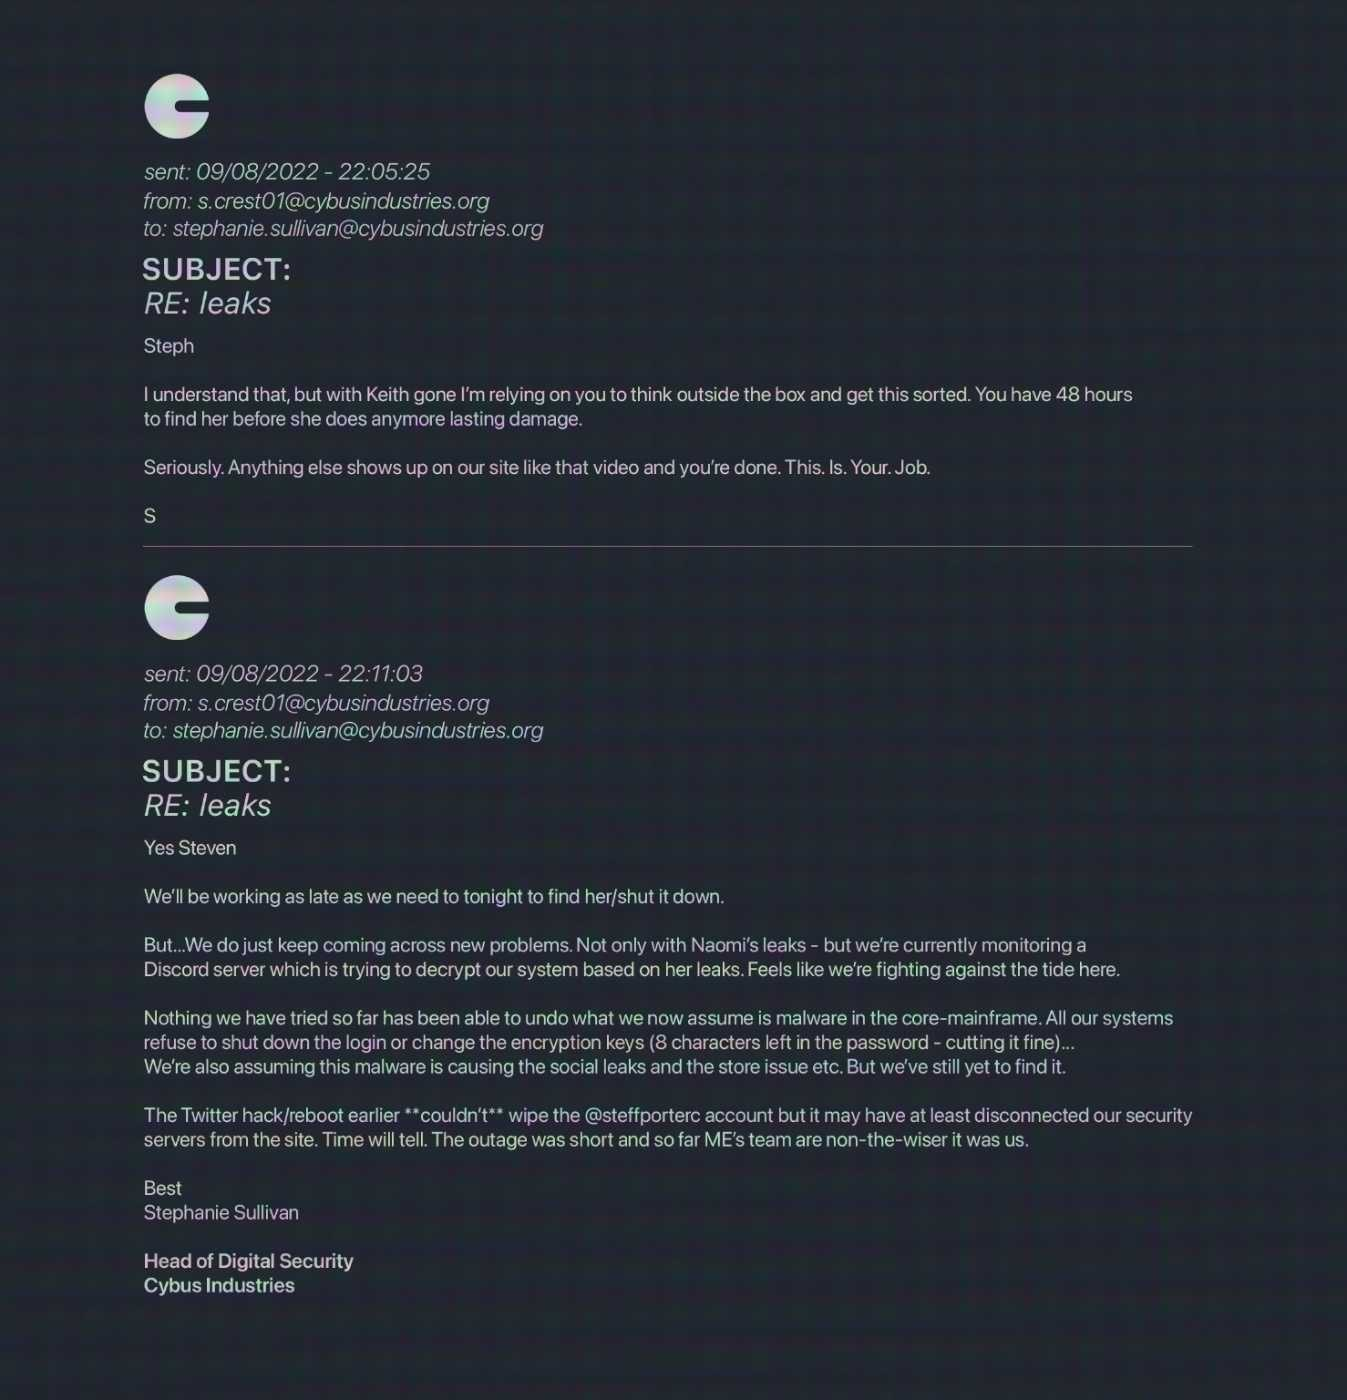 sent: 09/08/2022 - 22:05:25
from: s.crest01@cybusindustries.org
to: stephanie.sullivan@cybusindustries.org
SUBJECT:
RE: leaks
Steph
I understand that, but with Keith gone I'm relying on you to think outside the box and get this sorted. You have 48 hours
to find her before she does anymore lasting damage.
Seriously. Anything else shows up on our site like that video and you're done. This. Is. Your. Job.
S
sent: 09/08/2022 - 22:11:03
from: s.crest01@cybusindustries.org
to: stephanie.sullivan@cybusindustries.org
SUBJECT:
RE: leaks
Yes Steven
We'll be working as late as we need to tonight to find her/shut it down.
But...We do just keep coming across new problems. Not only with Naomi's leaks - but we're currently monitoring a
Discord server which is trying to decrypt our system based on her leaks. Feels like we're fighting against the tide here.
Nothing we have tried so far has been able to undo what we now assume is malware in the core-mainframe. All our systems
refuse to shut down the login or change the encryption keys (8 characters left in the password - cutting it fine)...
We're also assuming this malware is causing the social leaks and the store issue etc. But we've still yet to find it.
The Twitter hack/reboot earlier **couldn't** wipe the @steffporterc account but it may have at least disconnected our security
servers from the site. Time will tell. The outage was short and so far ME's team are non-the-wiser it was us.
Best
Stephanie Sullivan
Head of Digital Security
Cybus Industries